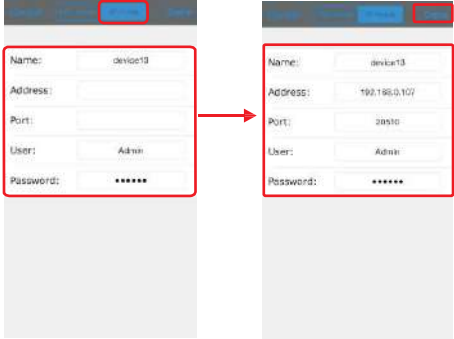 Name: device13
Address:
Port:
User: Admin
Password: ••••••
Name: device13
Address: 192.168.0.107
Port: 20510
User: Admin
Password: ••••••